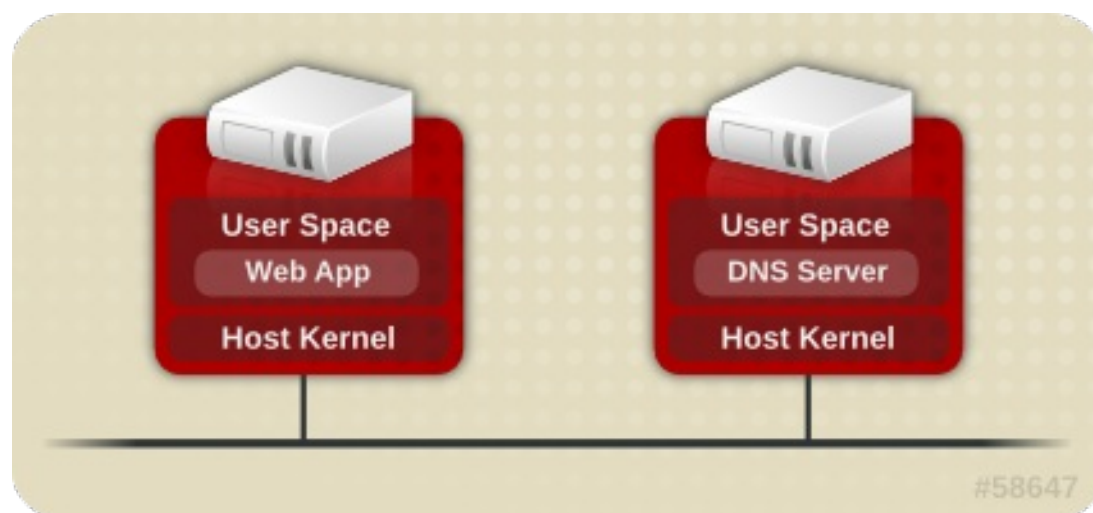 User Space
Web App
Host Kernel
User Space
DNS Server
Host Kernel
#58647